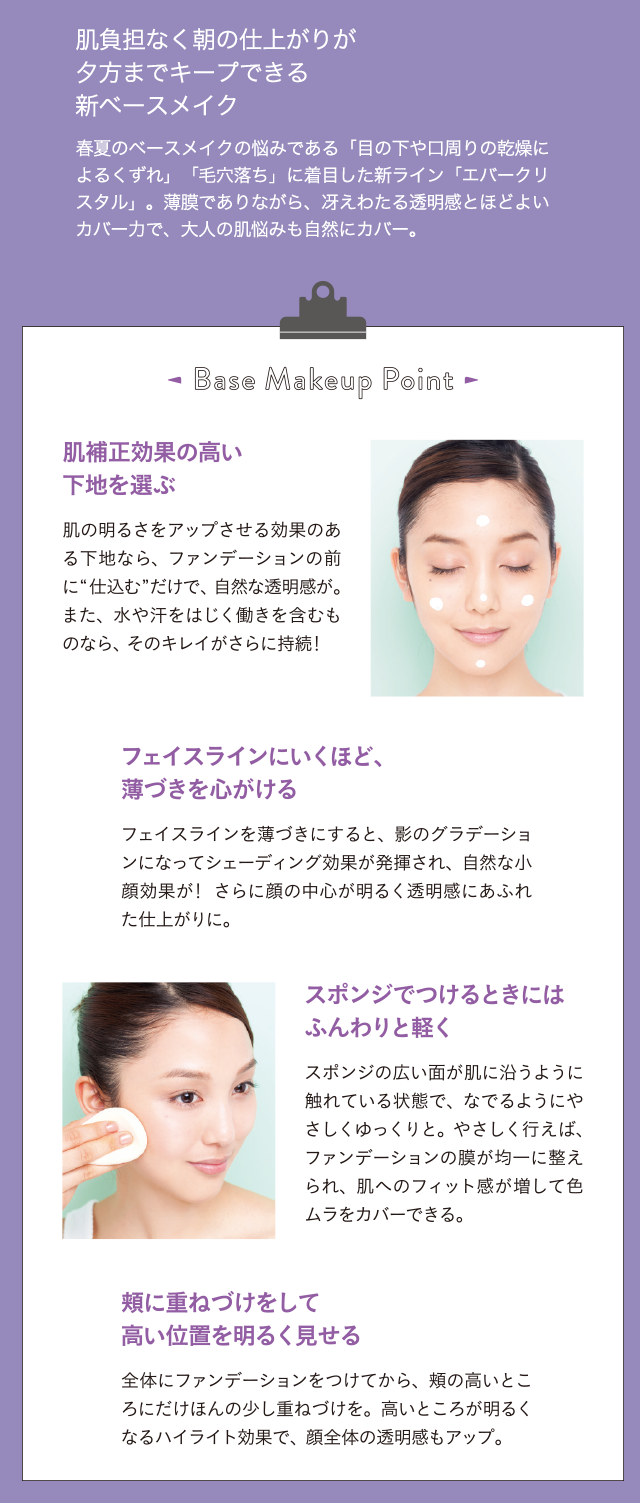 肌負担なく朝の仕上がりが
夕方までキープできる
新ベースメイク
春夏のベースメイクの悩みである「目の下や口周りの乾燥に
よるくずれ」「毛穴落ち」に着目した新ライン「エバークリ
スタル」。薄膜でありながら、冴えわたる透明感とほどよい
カバー力で、大人の肌悩みも自然にカバー。
Base Makeup Point
肌補正効果の高い
下地を選ぶ
肌の明るさをアップさせる効果のあ
る下地なら、ファンデーションの前
に“仕込む”だけで、自然な透明感が。
また、水や汗をはじく働きを含むも
のなら、そのキレイがさらに持続！
フェイスラインにいくほど、
薄づきを心がける
フェイスラインを薄づきにすると、影のグラデーショ
ンになってシェーディング効果が発揮され、自然な小
顔効果が！ さらに顔の中心が明るく透明感にあふれ
た仕上がりに。
スポンジでつけるときには
ふんわりと軽く
スポンジの広い面が肌に沿うように
触れている状態で、なでるようにや
さしくゆっくりと。やさしく行えば、
ファンデーションの膜が均一に整え
られ、肌へのフィット感が増して色
ムラをカバーできる。
頬に重ねづけをして
高い位置を明るく見せる
全体にファンデーションをつけてから、頬の高いとこ
ろにだけほんの少し重ねづけを。高いところが明るく
なるハイライト効果で、顔全体の透明感もアップ。